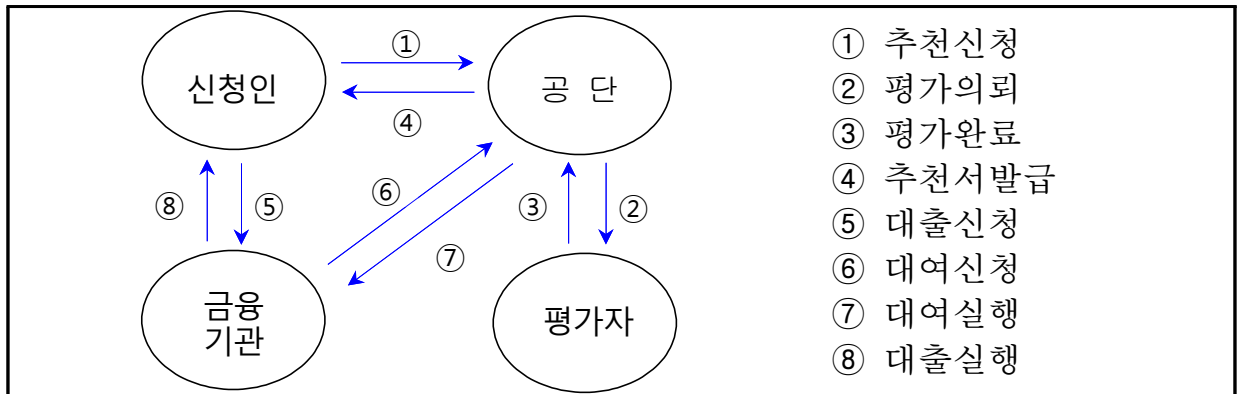 ①
신청인
공 단
④
⑧
⑤
⑥
③
②
⑦
금융
기관
평가자
① 추천신청
② 평가의뢰
③ 평가완료
④ 추천서발급
⑤ 대출신청
⑥ 대여신청
⑦ 대여실행
⑧ 대출실행